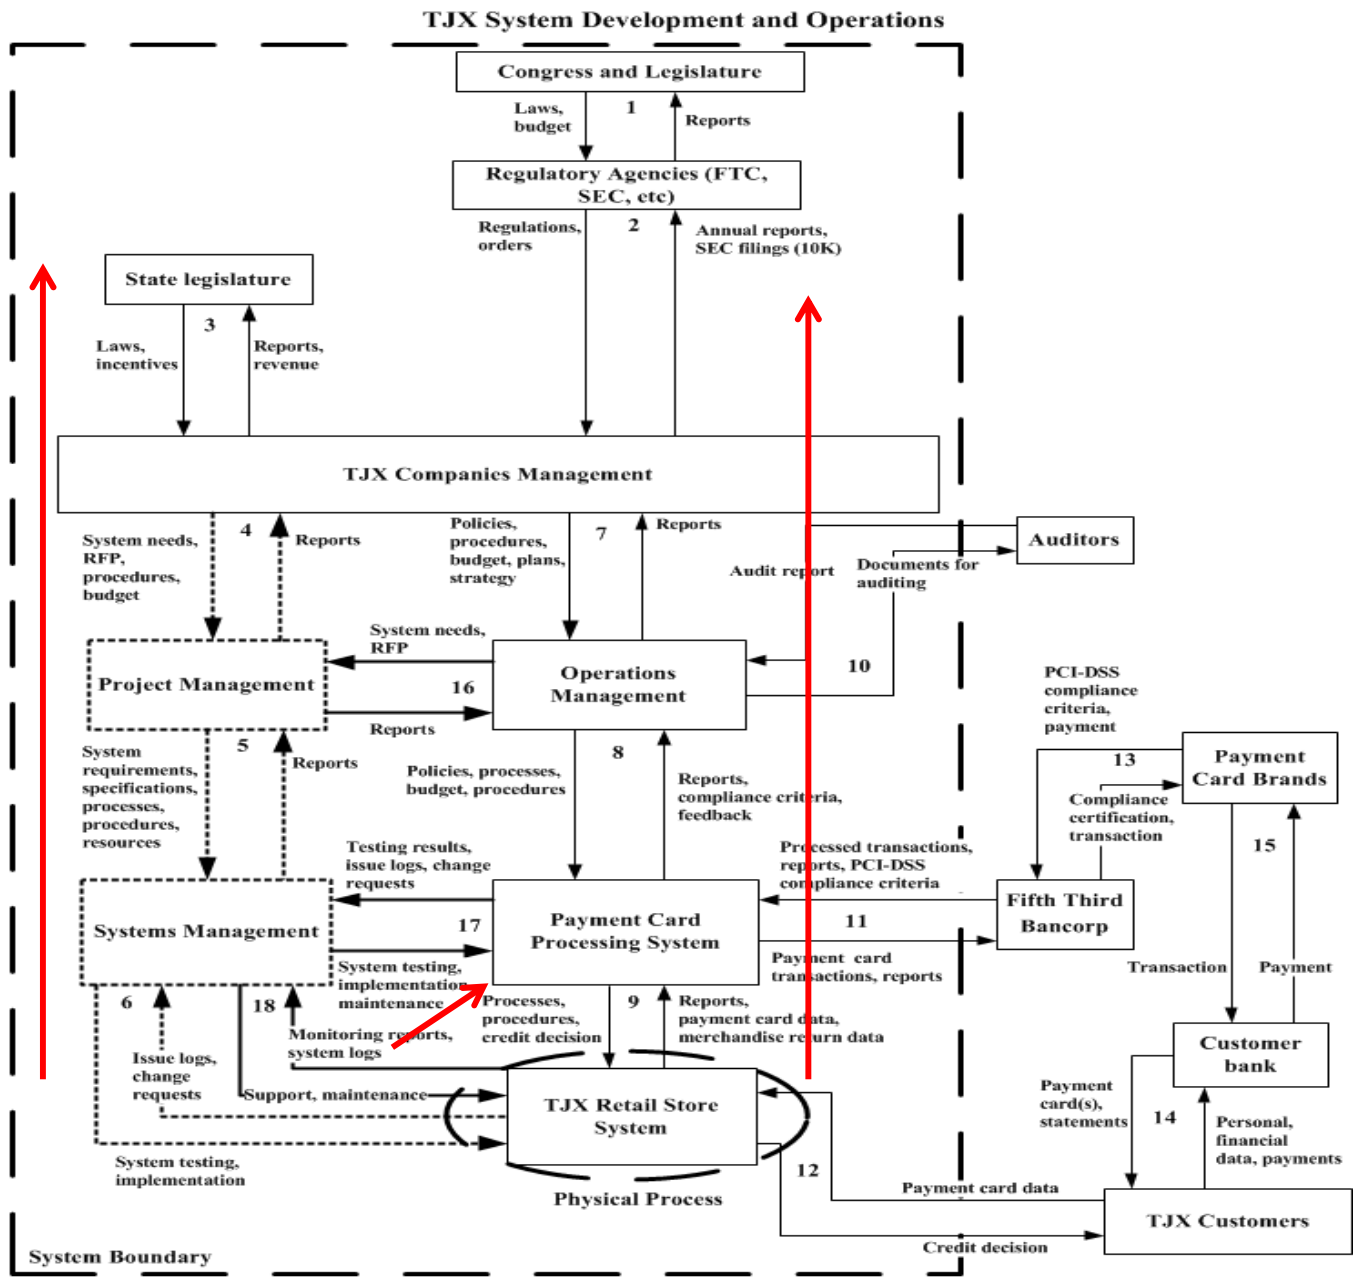 TJX System Development and Operations
Congress and Legislature
Laws,
budget
1
Reports
Regulatory Agencies (FTC,
SEC, etc)
Regulations,
orders
2
Annual reports,
SEC filings (10K)
State legislature
Laws,
incentives
3
Reports,
revenue
TJX Companies Management
System needs,
RFP,
procedures,
budget
4
Reports
Policies,
procedures,
budget, plans,
strategy
7
Reports
Auditors
Audit report
Documents for
auditing
10
Project Management
System needs,
RFP
16
Reports
Operations
Management
System
requirements,
specifications,
processes,
procedures,
resources
5
Reports
Policies, processes,
budget, procedures
8
Reports,
compliance criteria,
feedback
PCI-DSS
compliance
criteria,
payment
13
Payment
Card Brands
Compliance
certification,
transaction
15
Testing results,
issue logs, change
requests
Processed transactions,
reports, PCI-DSS
compliance criteria
Systems Management
17
Payment Card
Processing System
11
Fifth Third
Bancorp
System testing,
implementation
maintenance
Payment card
transactions, reports
Transaction
Payment
6
18
Processes,
procedures,
credit decision
9
Reports,
payment card data,
merchandise return data
Monitoring reports,
system logs
Issue logs,
change
requests
Support, maintenance
Customer
bank
TJX Retail Store
System
Payment
card(s),
statements
14
Personal,
financial
data, payments
System testing,
implementation
12
Physical Process
Payment card data
TJX Customers
Credit decision
System Boundary